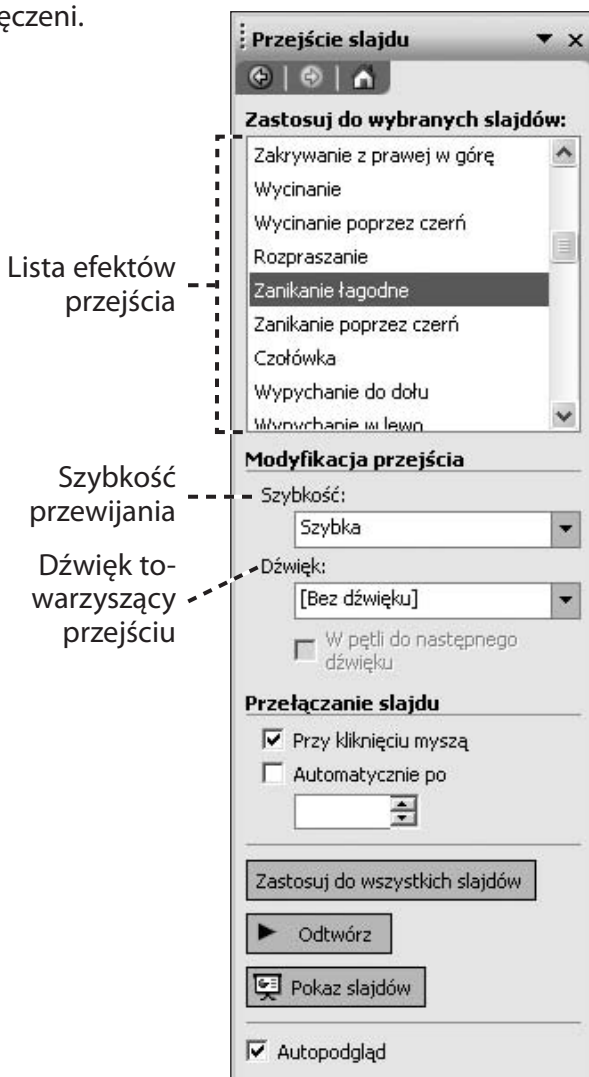 ęczeni.
Przejście slajdu
Zastosuj do wybranych slajdów:
Zakrywanie z prawej w górę
Wycinanie
Wycinanie poprzez czerń
Rozpraszanie
Zanikanie łagodne
Zanikanie poprzez czerń
Czołówka
Wypychanie do dołu
Wypychanie w lewo
Lista efektów
przejścia
Modyfikacja przejścia
Szybkość:
Szybka
Szybkość
przewijania
Dźwięk:
[Bez dźwięku]
Dźwięk to-
warzyszący
przejściu
W pętli do następnego
dźwięku
Przełączanie slajdu
Przy kliknięciu myszą
Automatycznie po
Zastosuj do wszystkich slajdów
Odtwórz
Pokaz slajdów
Autopodgląd